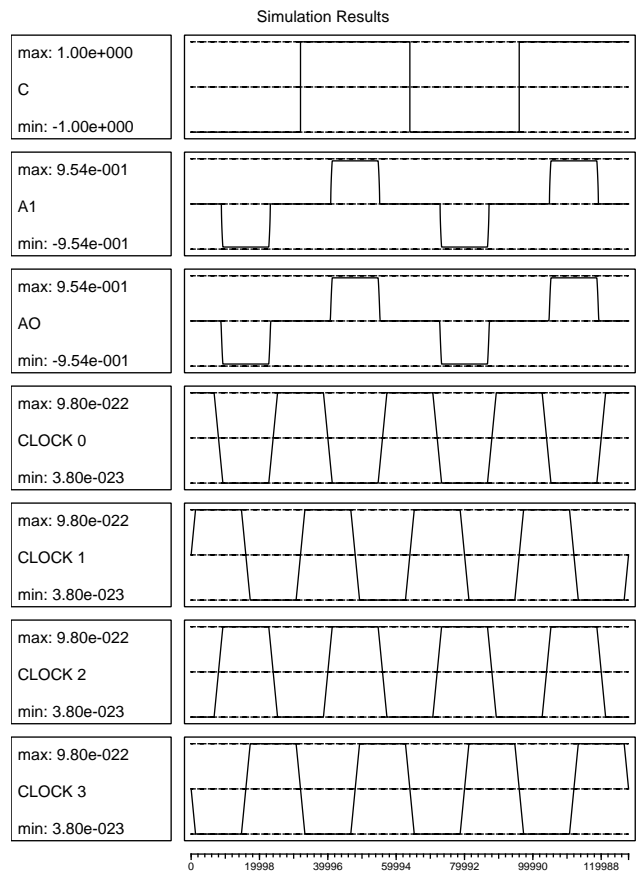 Simulation Results
max: 1.00e+000
C
min: -1.00e+000
max: 9.54e-001
A1
min: -9.54e-001
max: 9.54e-001
AO
min: -9.54e-001
max: 9.80e-022
CLOCK 0
min: 3.80e-023
max: 9.80e-022
CLOCK 1
min: 3.80e-023
max: 9.80e-022
CLOCK 2
min: 3.80e-023
max: 9.80e-022
CLOCK 3
min: 3.80e-023
0 19998 39996 59994 79992 99990 119988